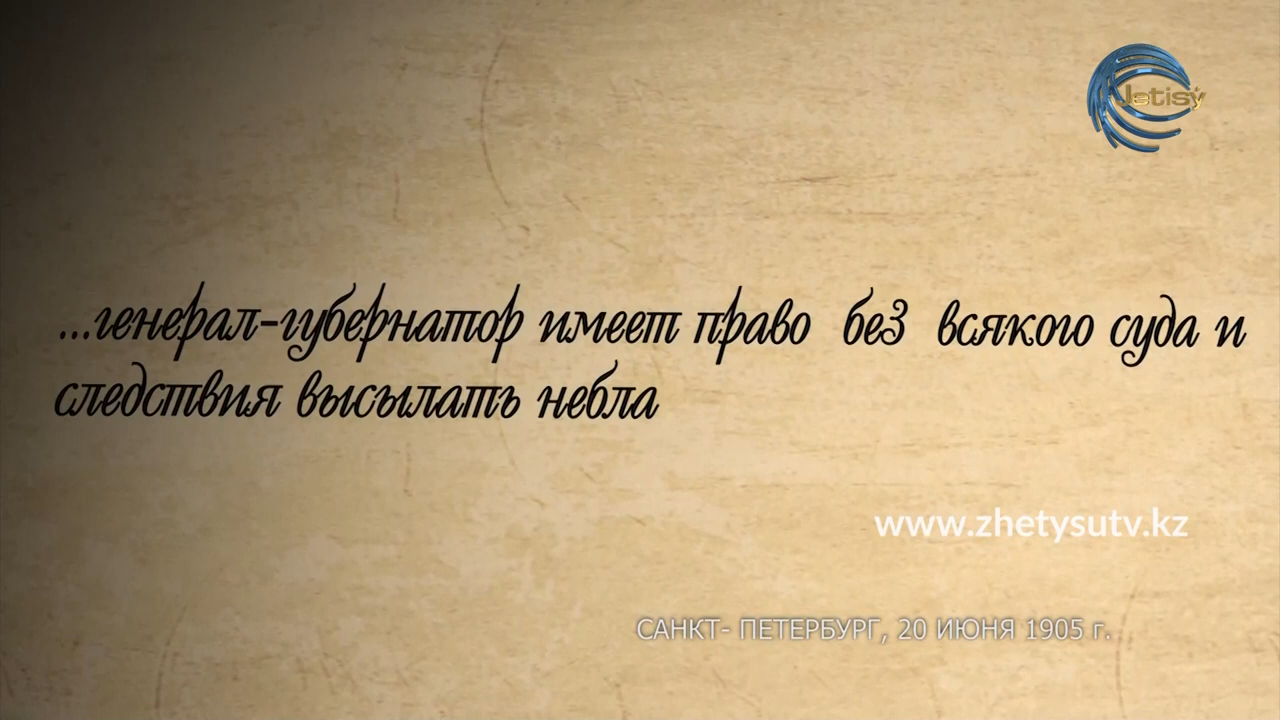 Jetisý
...генерал-губернатор имеет право без всякого суда и
следствия высылать небла
www.zhetysutv.kz
САНКТ- ПЕТЕРБУРГ, 20 ИЮНЯ 1905 г.